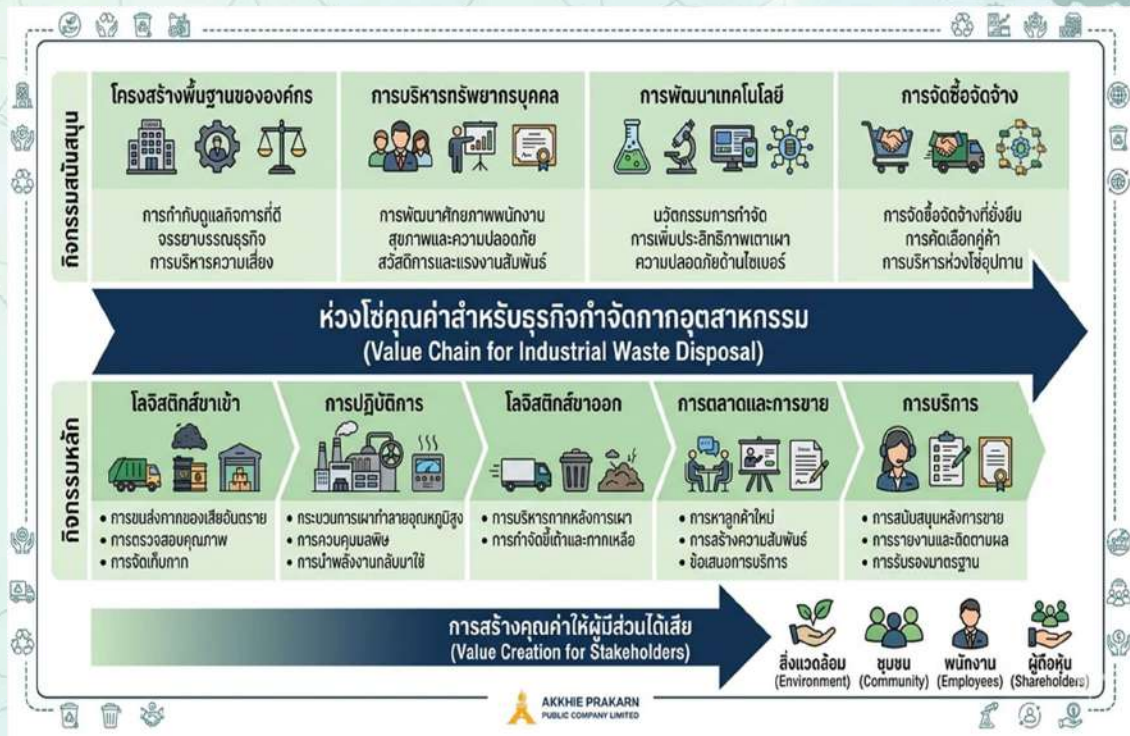 กิจกรรมสนับสนุน
โครงสร้างพื้นฐานขององค์กร
การกำกับดูแลกิจการที่ดี
จรรยาบรรณธุรกิจ
การบริหารความเสี่ยง
การบริหารทรัพยากรบุคคล
การพัฒนาศักยภาพพนักงาน
สุขภาพและความปลอดภัย
สวัสดิการและแรงงานสัมพันธ์
การพัฒนาเทคโนโลยี
นวัตกรรมการกำจัด
การเพิ่มประสิทธิภาพเตาเผา
ความปลอดภัยด้านไซเบอร์
การจัดซื้อจัดจ้าง
การจัดซื้อจัดจ้างที่ยั่งยืน
การคัดเลือกคู่ค้า
การบริหารห่วงโซ่อุปทาน
ห่วงโซ่คุณค่าสำหรับธุรกิจกำจัดกากอุตสาหกรรม
(Value Chain for Industrial Waste Disposal)
กิจกรรมหลัก
โลจิสติกส์ขาเข้า
• การขนส่งกากของเสียอันตราย
• การตรวจสอบคุณภาพ
• การจัดเก็บกาก
การปฏิบัติการ
• กระบวนการเผาทำลายอุณหภูมิสูง
• การควบคุมมลพิษ
• การนำพลังงานกลับมาใช้
โลจิสติกส์ขาออก
• การบริหารกากหลังการเผา
• การกำจัดขี้เถ้าและกากเหลือ
การตลาดและการขาย
• การหาลูกค้าใหม่
• การสร้างความสัมพันธ์
• ข้อเสนอการบริการ
การบริการ
• การสนับสนุนหลังการขาย
• การรายงานและติดตามผล
• การรับรองมาตรฐาน
การสร้างคุณค่าให้ผู้มีส่วนได้เสีย
(Value Creation for Stakeholders)
สิ่งแวดล้อม
(Environment)
ชุมชน
(Community)
พนักงาน
(Employees)
ผู้ถือหุ้น
(Shareholders)
AKKHIE PRAKARN
PUBLIC COMPANY LIMITED